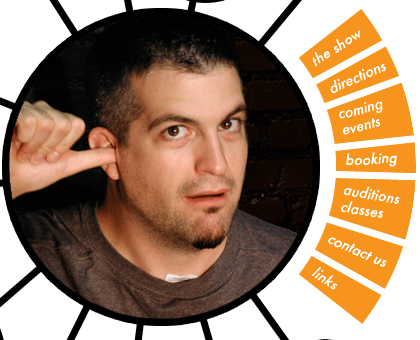 the show
directions
coming
events
booking
auditions
classes
contact us
links